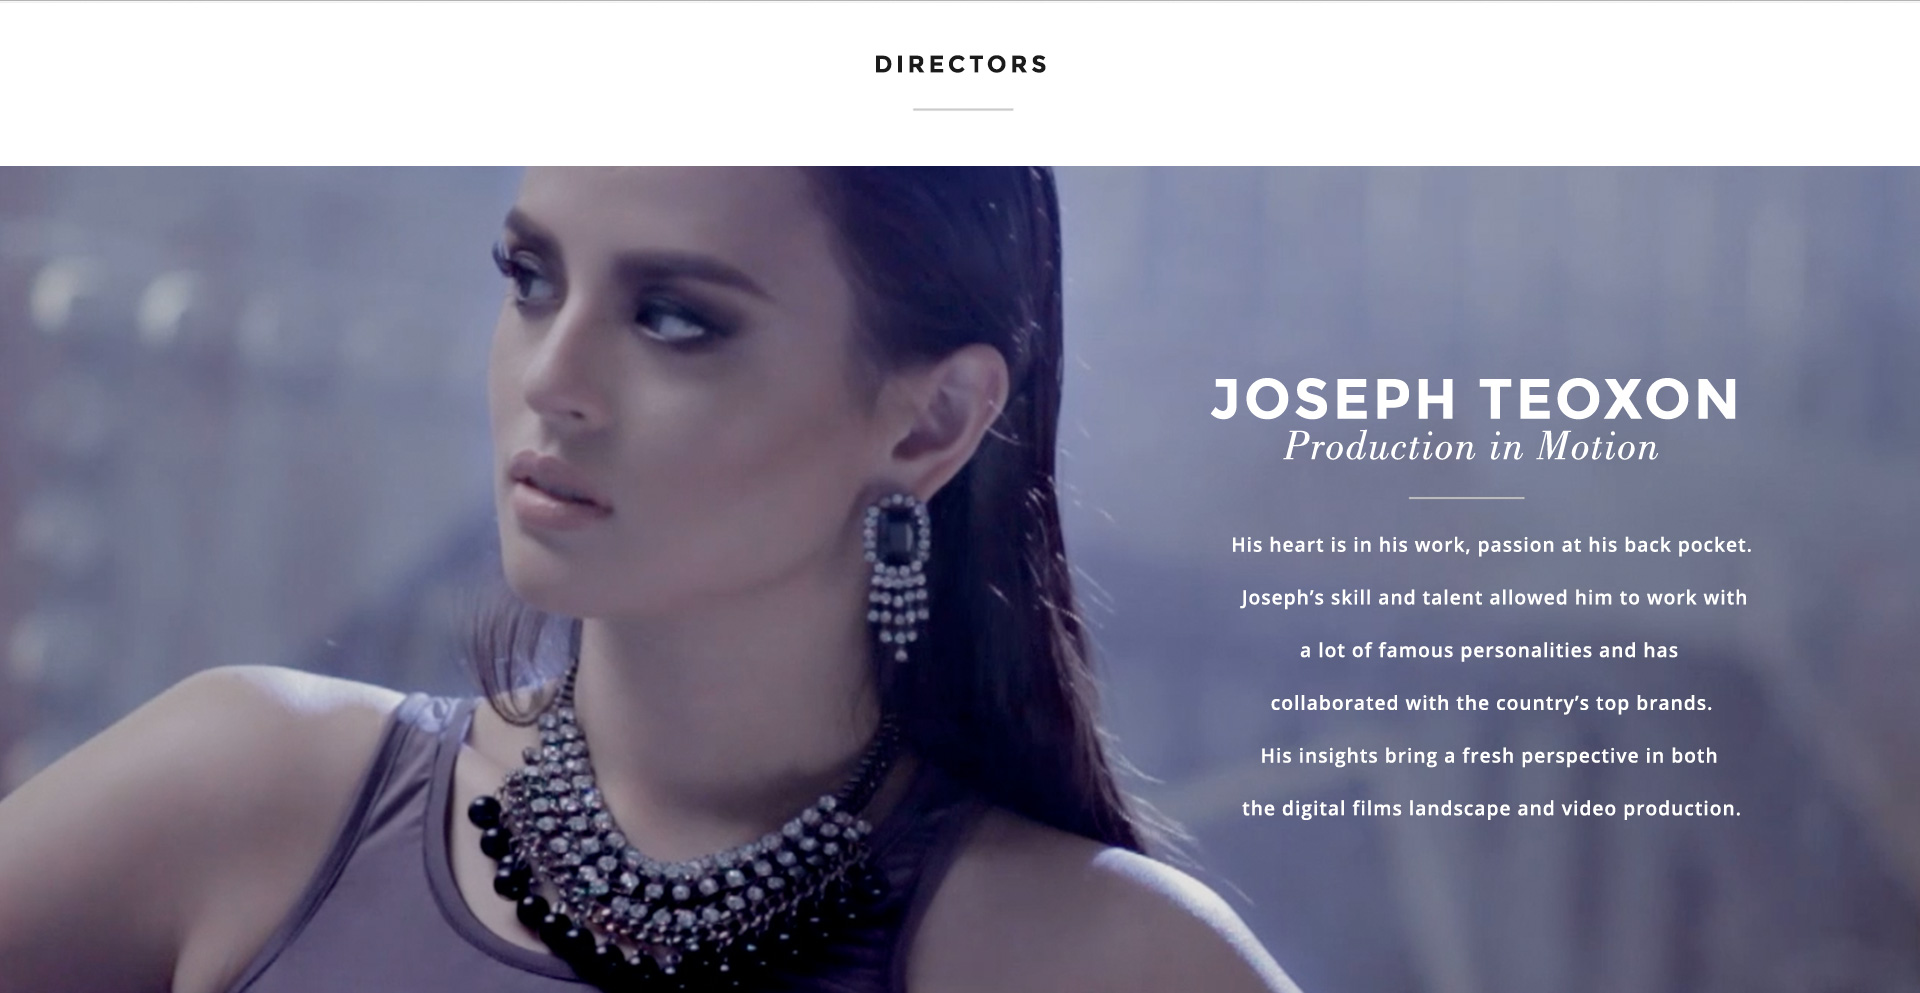 DIRECTORS
JOSEPH TEOXON
Production in Motion
His heart is in his work, passion at his back pocket.
Joseph’s skill and talent allowed him to work with
a lot of famous personalities and has
collaborated with the country’s top brands.
His insights bring a fresh perspective in both
the digital films landscape and video production.